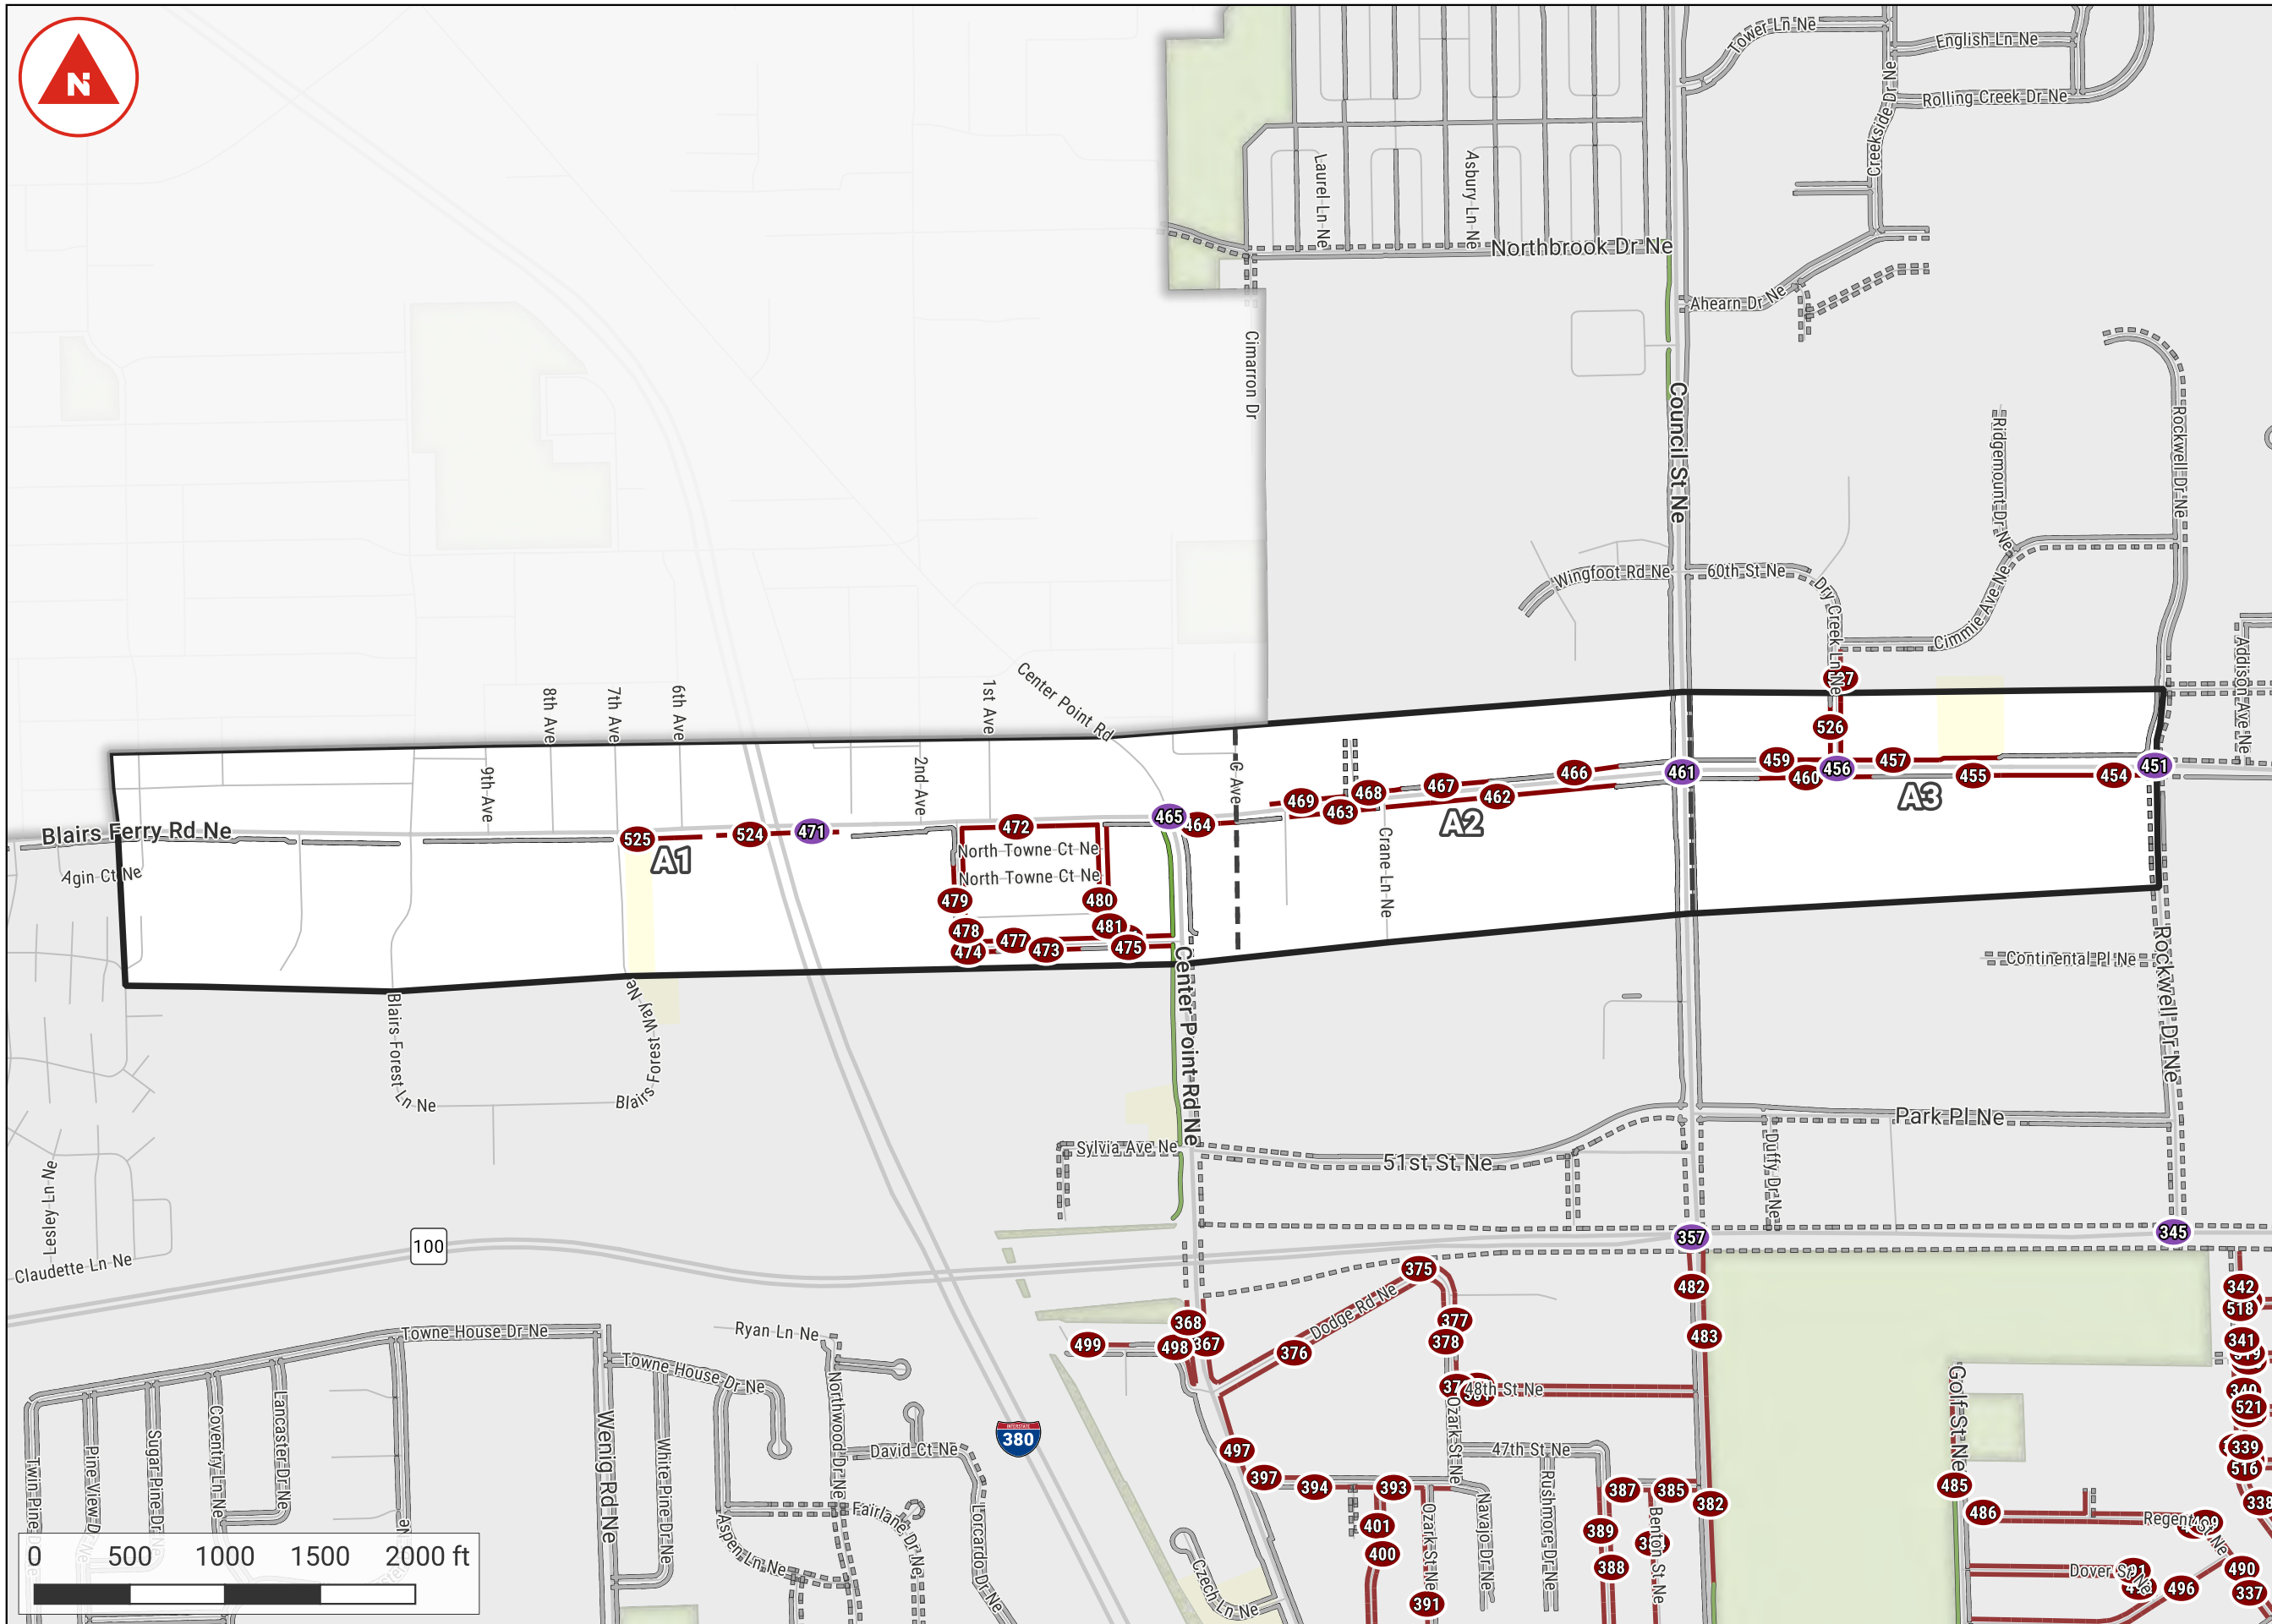 N
Tower Ln Ne
English Ln Ne
Rolling Creek Dr Ne
Creekside Dr Ne
Laurel Ln Ne
Asbury Ln Ne
Northbrook Dr Ne
Ahearn Dr Ne
Cimarron Dr
Council St Ne
Ridgemount Dr Ne
Rockwell Dr Ne
Wingfoot Rd Ne
60th St Ne
Dry Creek Ln Ne
Cimmie Ave Ne
Addison Ave Ne
Center Point Rd
8th Ave
7th Ave
6th Ave
1st Ave
9th Ave
2nd Ave
C Ave
526
459
456
457
460
455
454
451
461
466
467
468
462
469
463
A3
A2
465
464
472
471
524
525
A1
Blairs Ferry Rd Ne
Agin Ct Ne
North Towne Ct Ne
North Towne Ct Ne
Crane Ln Ne
479
480
478
481
477
474
473
475
Center Point Rd Ne
Continental Pl Ne
Rockwell Dr Ne
Blairs Forest Ln Ne
Blairs Forest Way Ne
Park Pl Ne
Sylvia Ave Ne
51st St Ne
Duffy Dr Ne
Lesley Ln Ne
Claudette Ln Ne
100
357
345
375
482
342
518
483
341
368
367
377
378
376
499
498
Dodge Rd Ne
Towne House Dr Ne
Ryan Ln Ne
Towne House Dr Ne
48th St Ne
Golf St Ne
521
Lancaster Dr Ne
Coventry Ln Ne
Sugar Pine Dr Ne
Pine View Dr Ne
Twin Pine Dr Ne
Wenig Rd Ne
White Pine Dr Ne
Northwood Dr Ne
David Ct Ne
INTERSTATE
380
497
47th St Ne
Ozark St Ne
339
516
397
394
393
387
385
382
485
486
338
Regent St Ne
Fairlane Dr Ne
Aspen Ln Ne
Lorcardo Dr Ne
401
400
389
388
391
Ozark St Ne
Navajo Dr Ne
Rushmore Dr Ne
Benton St Ne
Czech Ln Ne
Dover St Ne
496
490
337
0 500 1000 1500 2000 ft